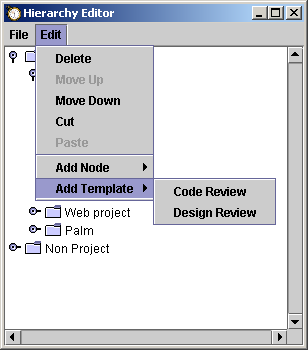 Hierarchy Editor
File Edit
Delete
Move Up
Move Down
Cut
Paste
Add Node
Add Template
Code Review
Design Review
Web project
Palm
Non Project